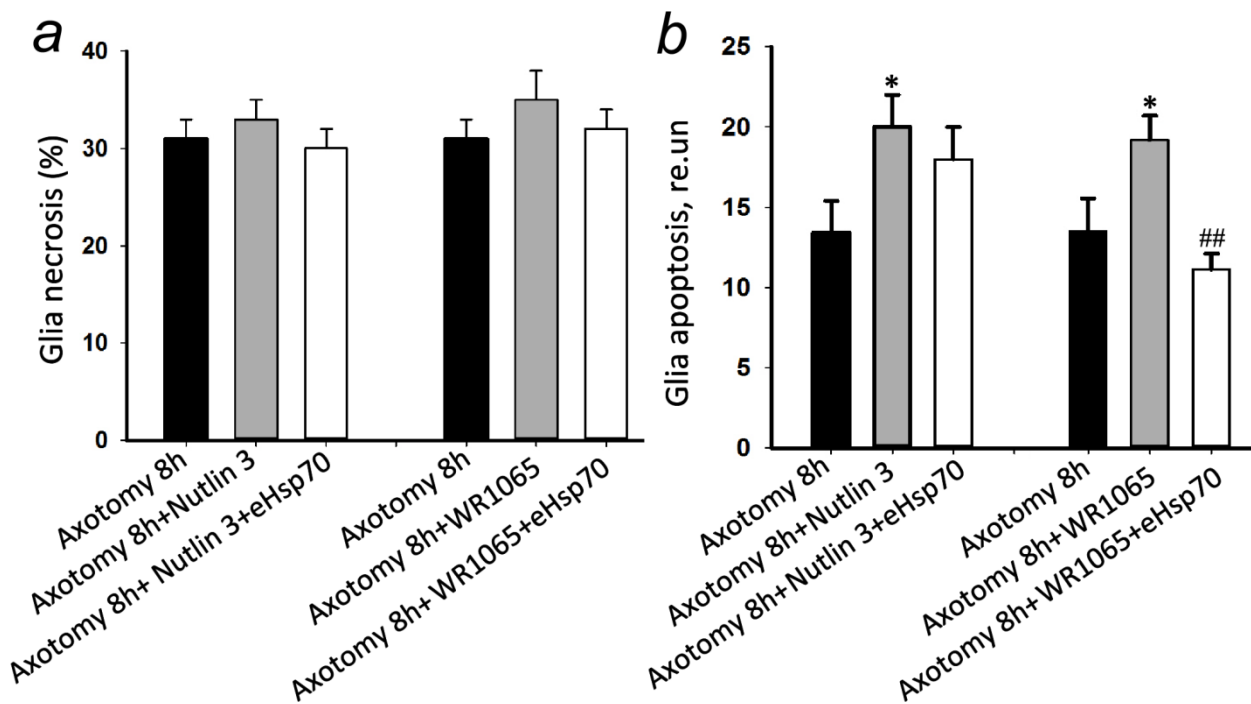 a
40
30
20
10
0
Glia necrosis (%)
Axotomy 8h
Axotomy 8h+Nutlin 3
Axotomy 8h+ Nutlin 3+eHsp70
Axotomy 8h
Axotomy 8h+WR1065
Axotomy 8h+ WR1065+eHsp70
b
25
20
15
10
5
0
Glia apoptosis, re.un
*
*
##
Axotomy 8h
Axotomy 8h+Nutlin 3
Axotomy 8h+ Nutlin 3+eHsp70
Axotomy 8h
Axotomy 8h+WR1065
Axotomy 8h+ WR1065+eHsp70